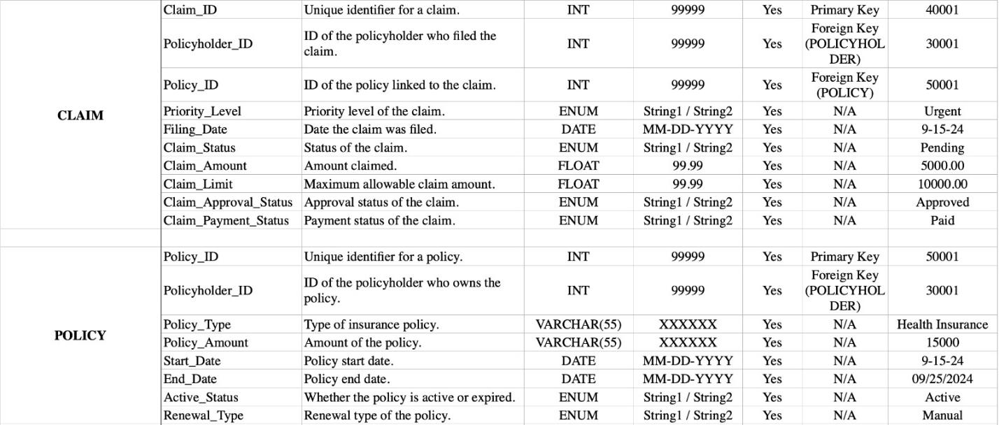 Claim_ID Unique identifier for a claim. INT 99999 Yes Primary Key 40001
Policyholder_ID ID of the policyholder who filed the claim. INT 99999 Yes Foreign Key (POLICYHOL DER) 30001
Policy_ID ID of the policy linked to the claim. INT 99999 Yes Foreign Key (POLICY) 50001
CLAIM
Priority_Level Priority level of the claim. ENUM String1 / String2 Yes N/A Urgent
Filing_Date Date the claim was filed. DATE MM-DD-YYYY Yes N/A 9-15-24
Claim_Status Status of the claim. ENUM String1 / String2 Yes N/A Pending
Claim_Amount Amount claimed. FLOAT 99.99 Yes N/A 5000.00
Claim_Limit Maximum allowable claim amount. FLOAT 99.99 Yes N/A 10000.00
Claim_Approval_Status Approval status of the claim. ENUM String1 / String2 Yes N/A Approved
Claim_Payment_Status Payment status of the claim. ENUM String1 / String2 Yes N/A Paid
Policy_ID Unique identifier for a policy. INT 99999 Yes Primary Key 50001
Policyholder_ID ID of the policyholder who owns the policy. INT 99999 Yes Foreign Key (POLICYHOL DER) 30001
Policy_Type Type of insurance policy. VARCHAR(55) XXXXXX Yes N/A Health Insurance
POLICY
Policy_Amount Amount of the policy. VARCHAR(55) XXXXXX Yes N/A 15000
Start_Date Policy start date. DATE MM-DD-YYYY Yes N/A 9-15-24
End_Date Policy end date. DATE MM-DD-YYYY Yes N/A 09/25/2024
Active_Status Whether the policy is active or expired. ENUM String1 / String2 Yes N/A Active
Renewal_Type Renewal type of the policy. ENUM String1 / String2 Yes N/A Manual